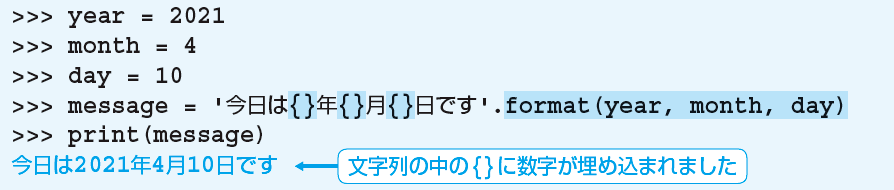 >>> year = 2021
>>> month = 4
>>> day = 10
>>> message = '今日は{}年{}月{}日です'.format(year, month, day)
>>> print(message)
今日は2021年4月10日です
文字列の中の{}に数字が埋め込まれました